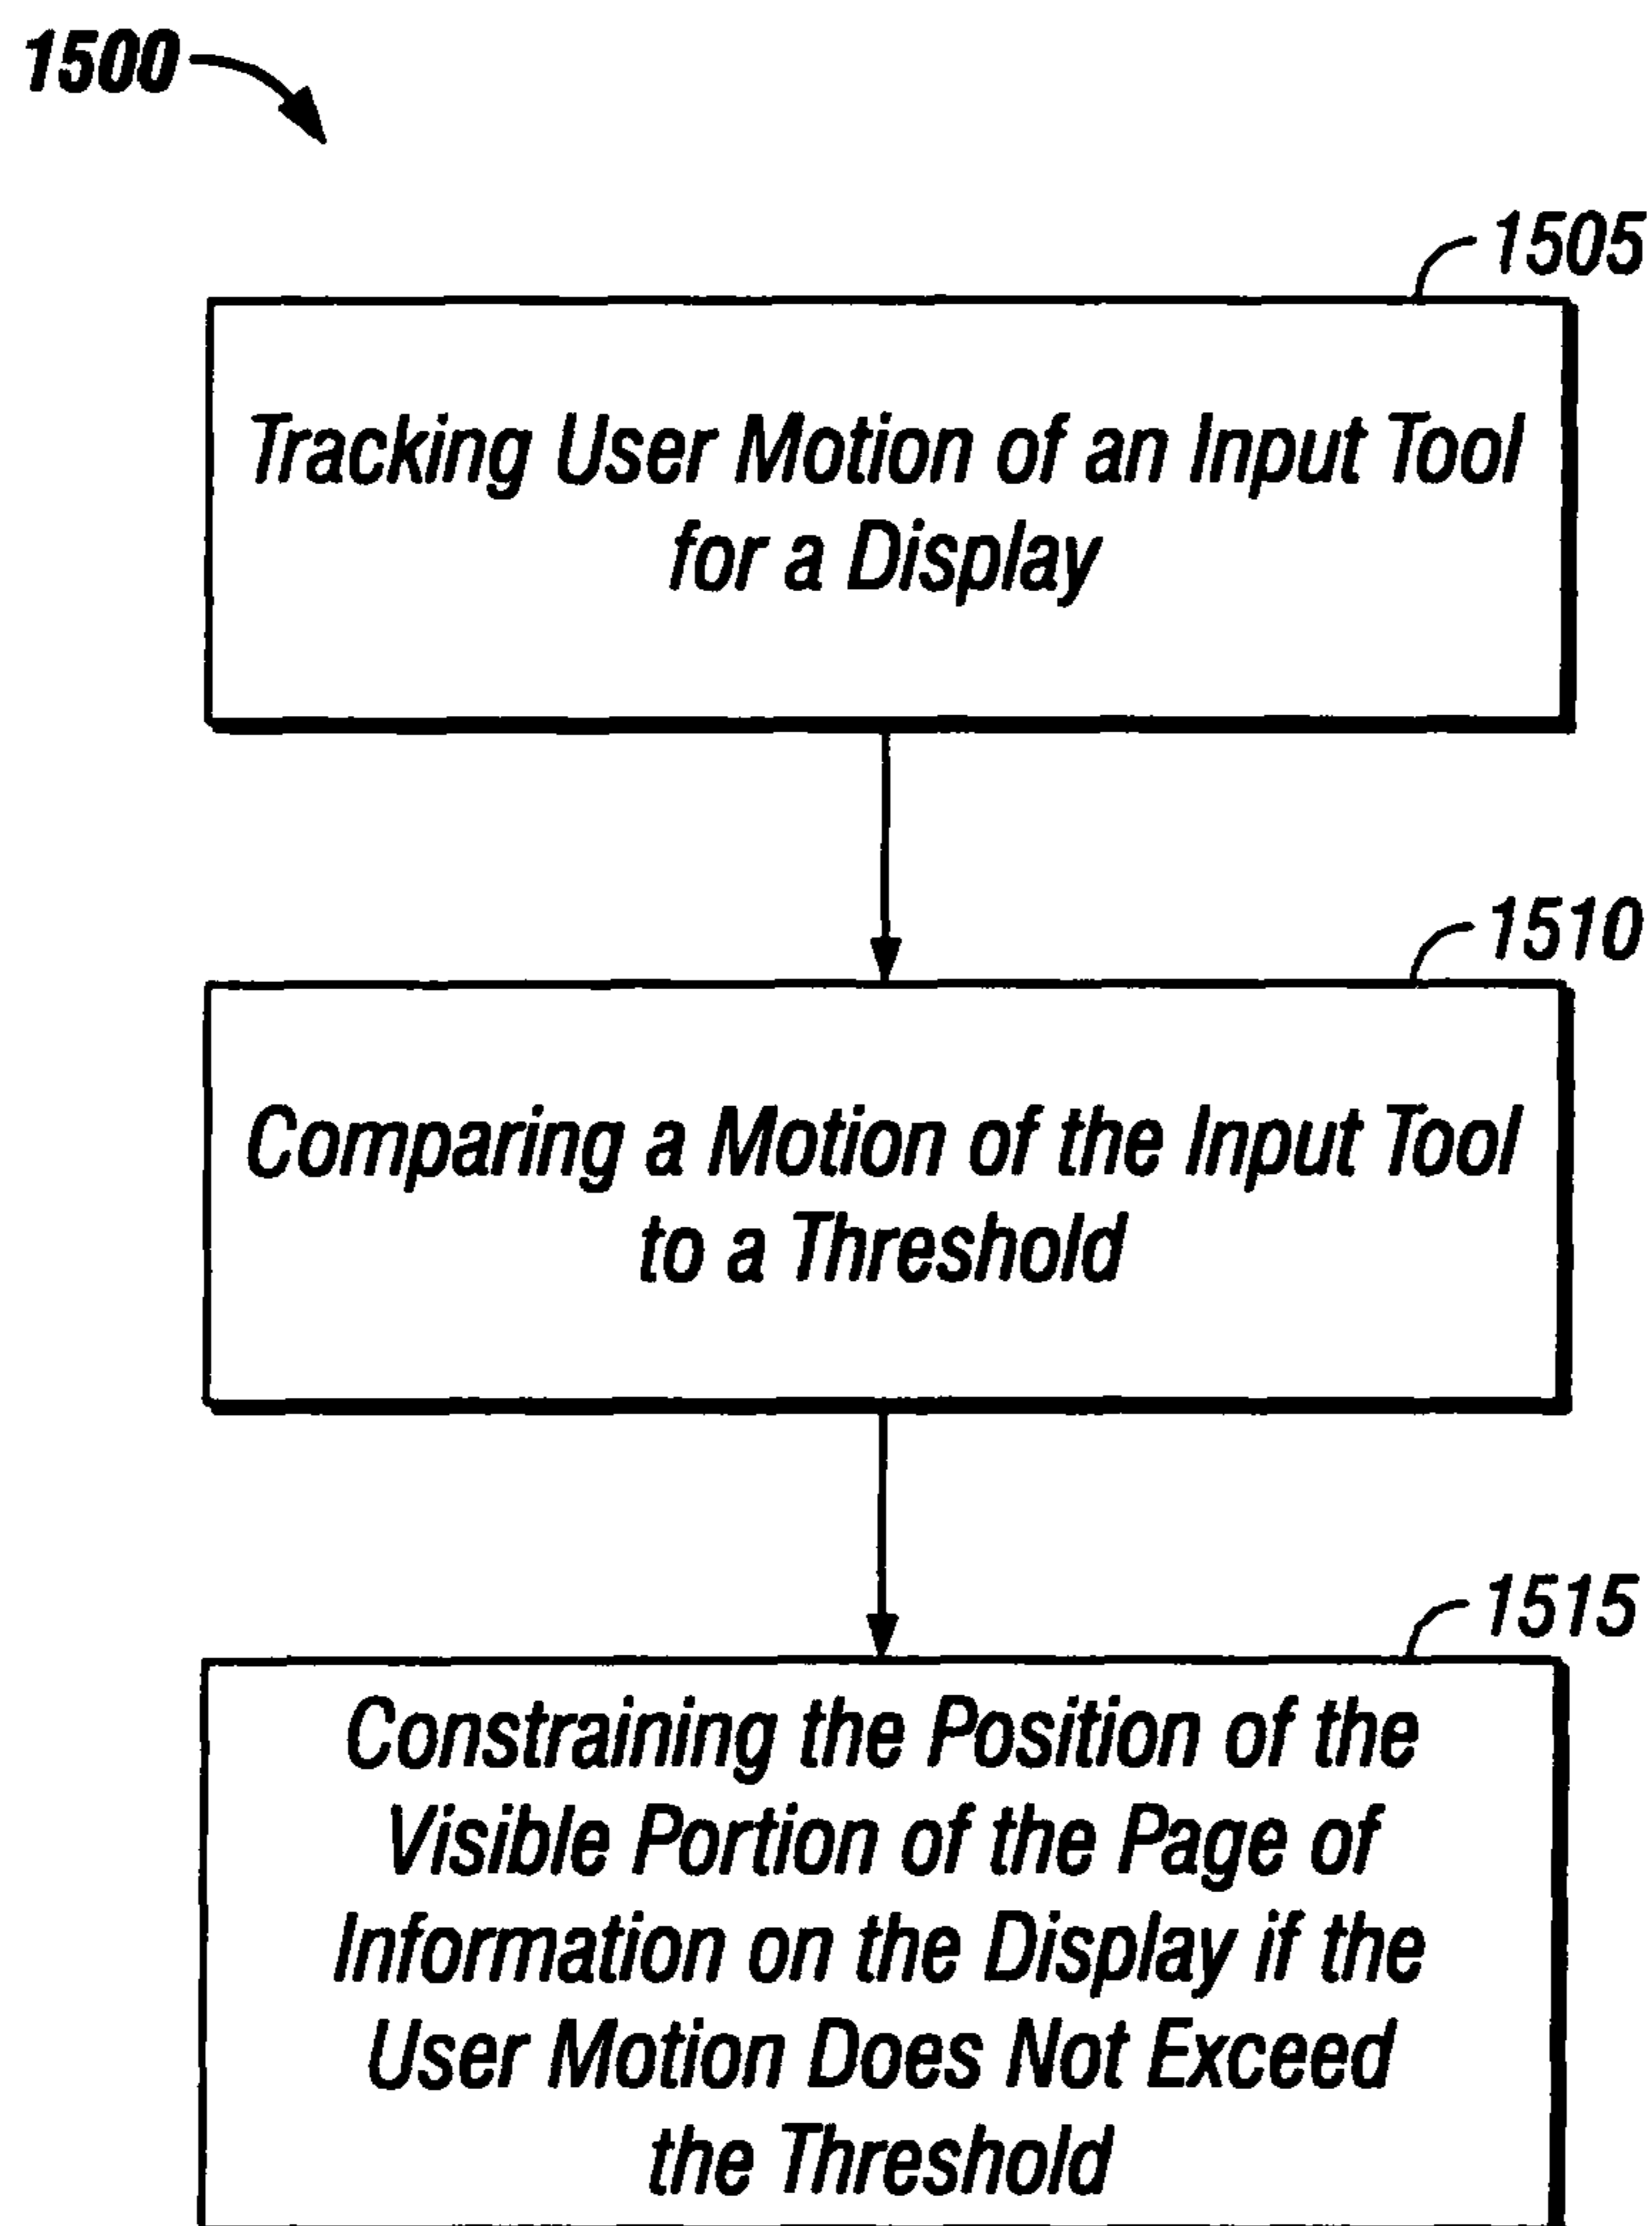 1500
1505
Tracking User Motion of an Input Tool
for a Display
1510
Comparing a Motion of the Input Tool
to a Threshold
1515
Constraining the Position of the
Visible Portion of the Page of
Information on the Display if the
User Motion Does Not Exceed
the Threshold